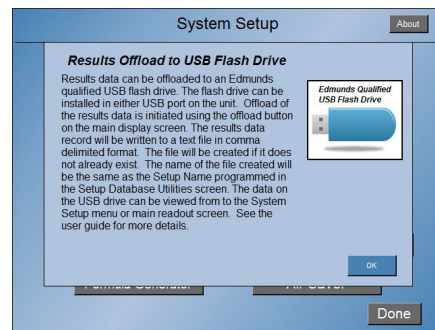 System Setup
About
Results Offload to USB Flash Drive
Results data can be offloaded to an Edmunds
qualified USB flash drive. The flash drive can be
installed in either USB port on the unit. Offload of
the results data is initiated using the offload button
on the main display screen. The results data
record will be written to a text file in comma
delimited format. The file will be created if it does
not already exist. The name of the file created will
be the same as the Setup Name programmed in
the Setup Database Utilities screen. The data on
the USB drive can be viewed from to the System
Setup menu or main readout screen. See the
user guide for more details.
Edmunds Qualified
USB Flash Drive
OK
Formula Generator
Air Saver
Done